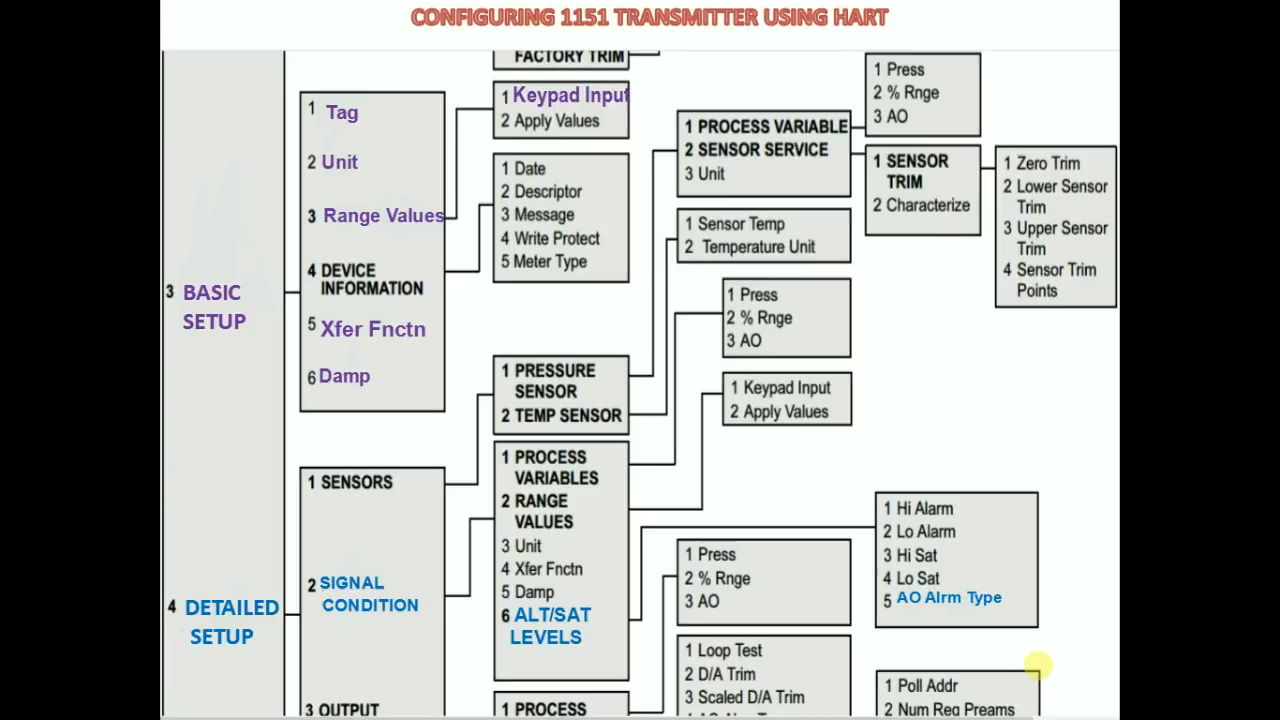 CONFIGURING 1151 TRANSMITTER USING HART
FACTORY TRIM
3 BASIC
SETUP
1 Tag
2 Unit
3 Range Values
4 DEVICE
INFORMATION
5 Xfer Fnctn
6 Damp
1 Keypad Input
2 Apply Values
1 Date
2 Descriptor
3 Message
4 Write Protect
5 Meter Type
4 DETAILED
SETUP
1 SENSORS
2 SIGNAL
CONDITION
3 OUTPUT
1 PRESSURE
SENSOR
2 TEMP SENSOR
1 PROCESS VARIABLE
2 SENSOR SERVICE
3 Unit
1 Press
2 % Rnge
3 AO
1 SENSOR
TRIM
2 Characterize
1 Zero Trim
2 Lower Sensor
Trim
3 Upper Sensor
Trim
4 Sensor Trim
Points
1 Sensor Temp
2 Temperature Unit
1 PROCESS
VARIABLES
2 RANGE
VALUES
3 Unit
4 Xfer Fnctn
5 Damp
6 ALT/SAT
LEVELS
1 Press
2 % Rnge
3 AO
1 Keypad Input
2 Apply Values
1 Hi Alarm
2 Lo Alarm
3 Hi Sat
4 Lo Sat
5 AO Alrm Type
1 PROCESS
1 Press
2 % Rnge
3 AO
1 Loop Test
2 D/A Trim
3 Scaled D/A Trim
1 Poll Addr
2 Num Req Preams